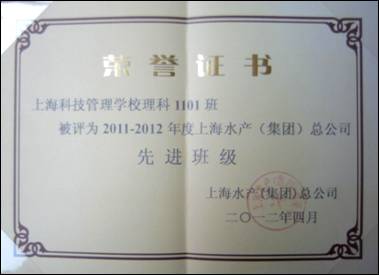 荣誉证书
上海科技管理学校理科1101班
被评为2011-2012年度上海水产（集团）总公司
先进班级
上海水产(集团)总公司
二〇一二年四月